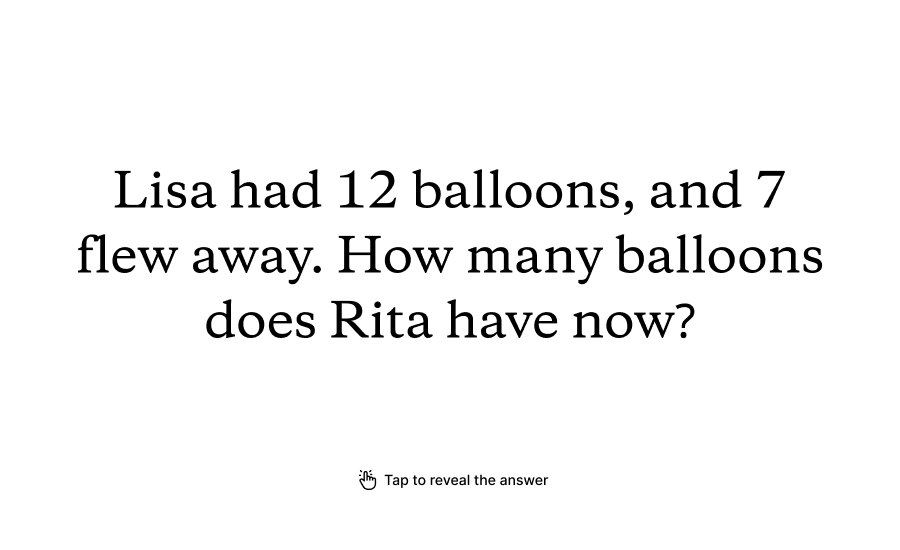 Lisa had 12 balloons, and 7
flew away. How many balloons
does Rita have now?
Tap to reveal the answer